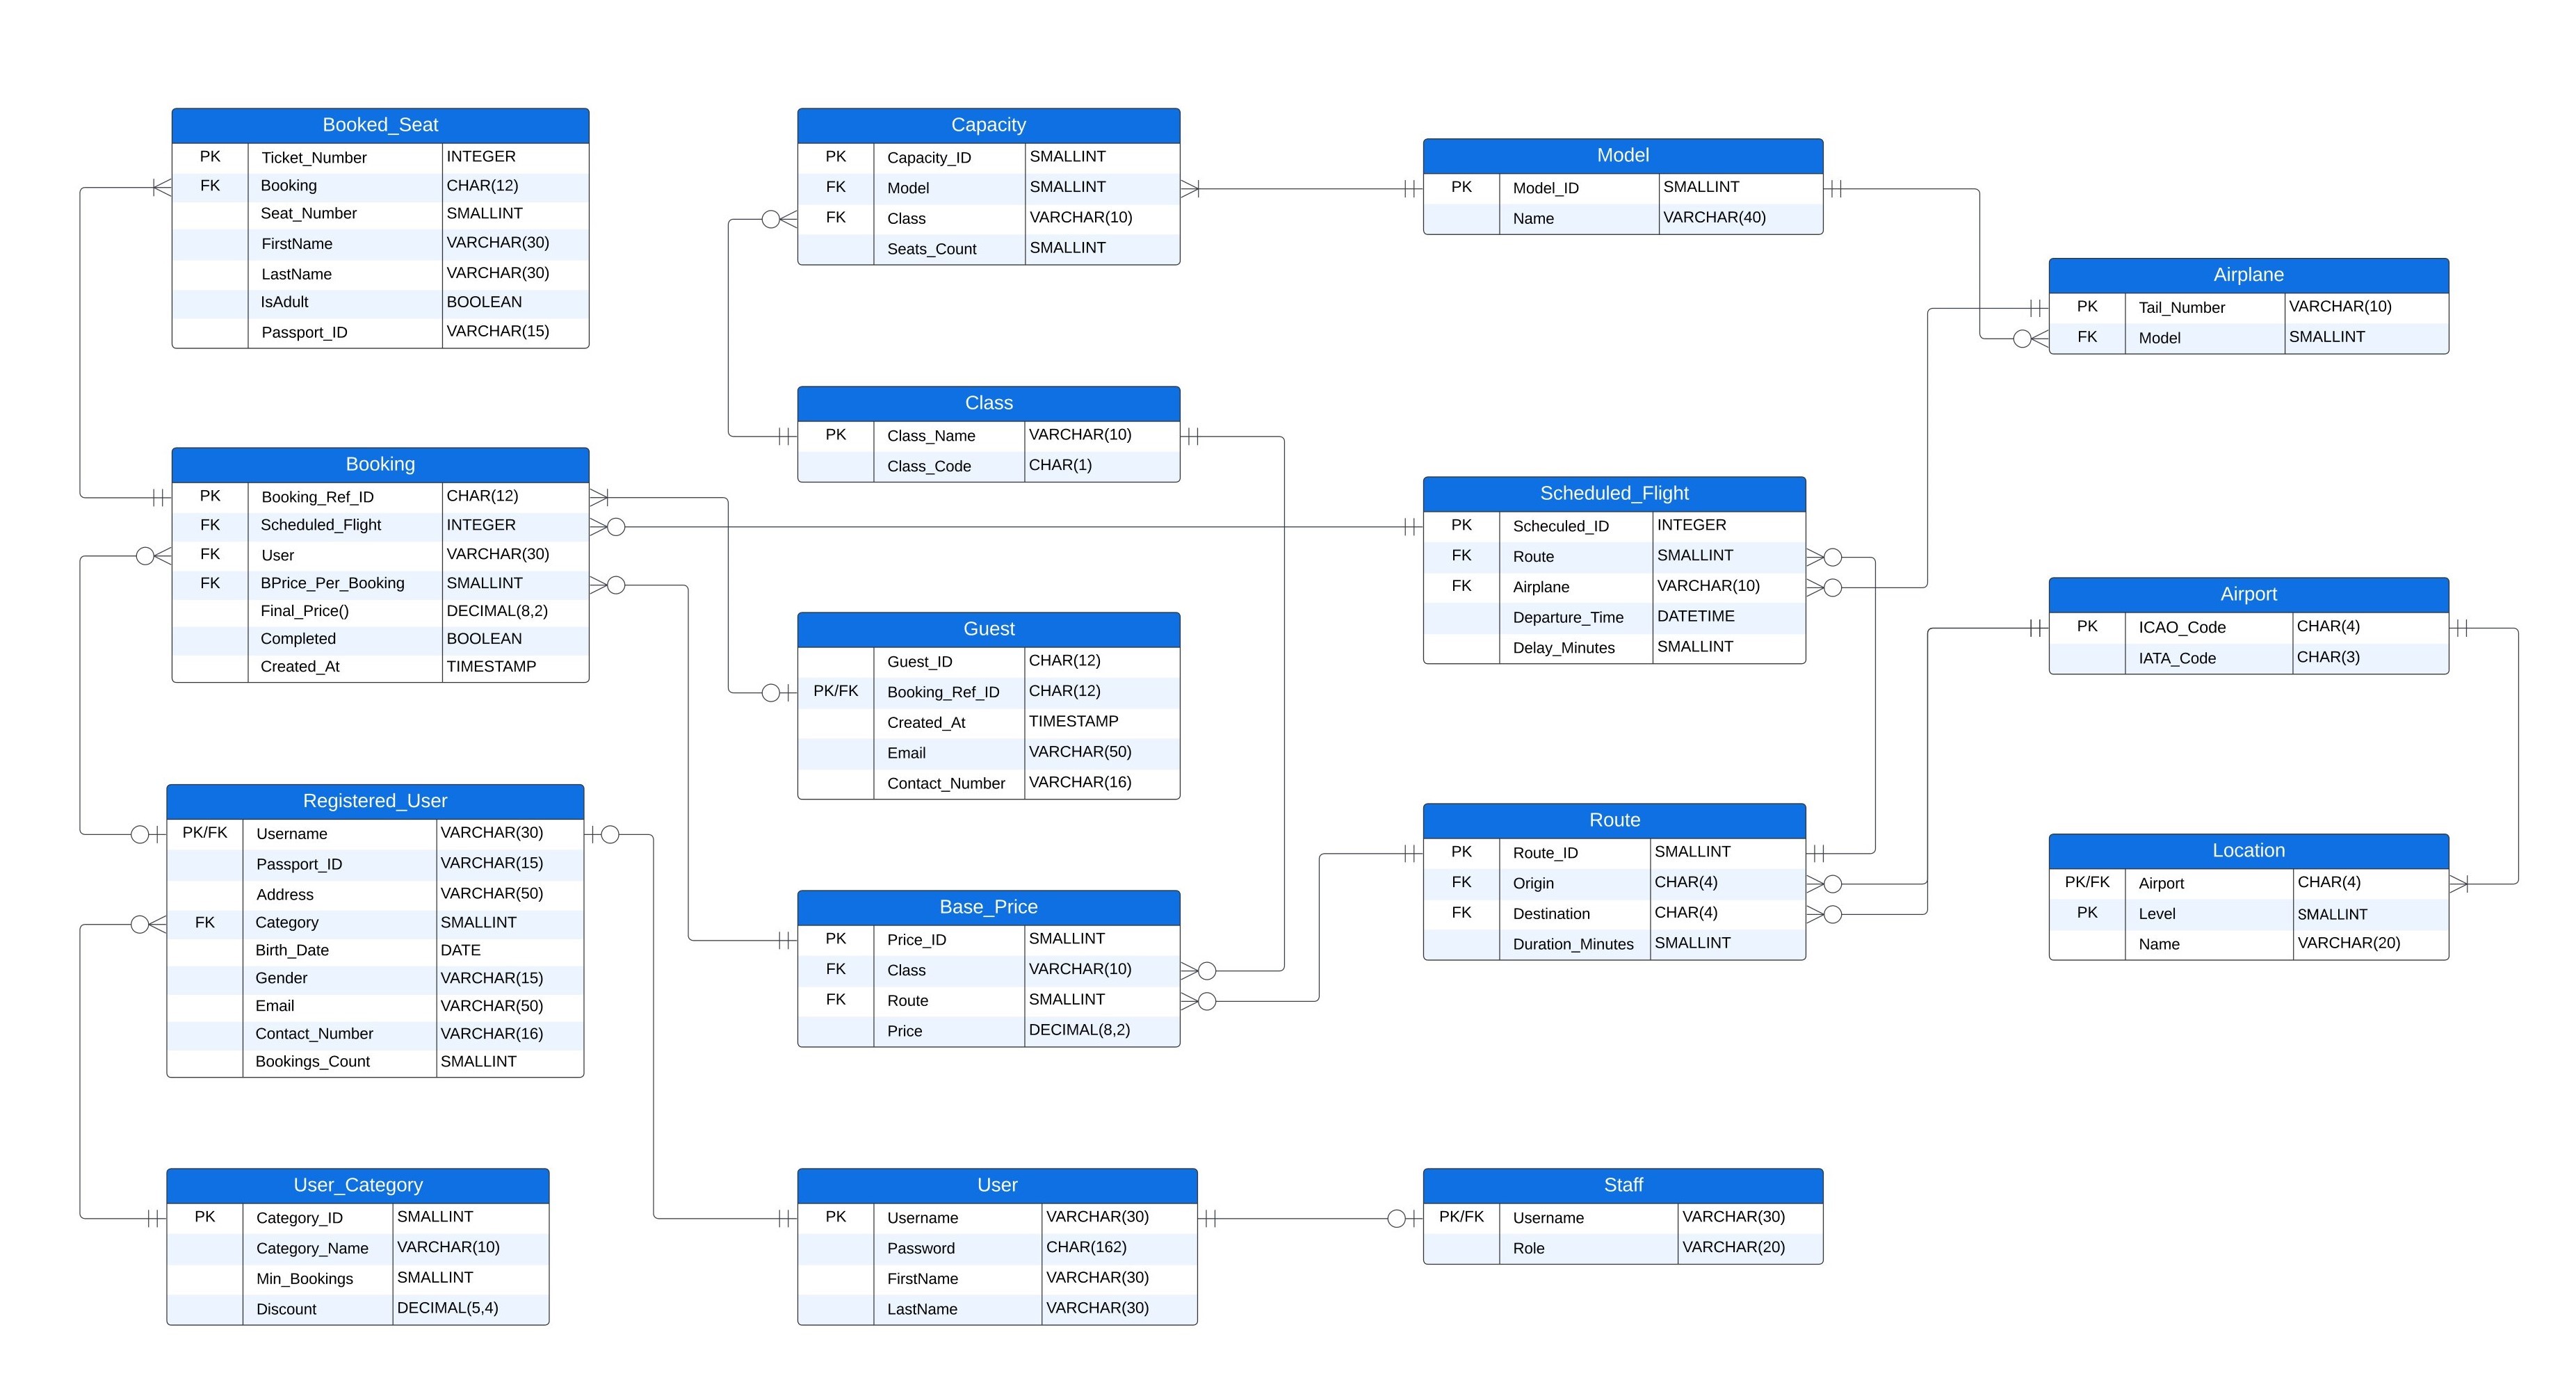 Booked_Seat
PK Ticket_Number INTEGER
FK Booking CHAR(12)
Seat_Number SMALLINT
FirstName VARCHAR(30)
LastName VARCHAR(30)
IsAdult BOOLEAN
Passport_ID VARCHAR(15)
Capacity
PK Capacity_ID SMALLINT
FK Model SMALLINT
FK Class VARCHAR(10)
Seats_Count SMALLINT
Model
PK Model_ID SMALLINT
Name VARCHAR(40)
Airplane
PK Tail_Number VARCHAR(10)
FK Model SMALLINT
Class
PK Class_Name VARCHAR(10)
Class_Code CHAR(1)
Booking
PK Booking_Ref_ID CHAR(12)
FK Scheduled_Flight INTEGER
FK User VARCHAR(30)
FK BPrice_Per_Booking SMALLINT
Final_Price() DECIMAL(8,2)
Completed BOOLEAN
Created_At TIMESTAMP
Scheduled_Flight
PK Scheculed_ID INTEGER
FK Route SMALLINT
FK Airplane VARCHAR(10)
Departure_Time DATETIME
Delay_Minutes SMALLINT
Airport
PK ICAO_Code CHAR(4)
IATA_Code CHAR(3)
Guest
Guest_ID CHAR(12)
PK/FK Booking_Ref_ID CHAR(12)
Created_At TIMESTAMP
Email VARCHAR(50)
Contact_Number VARCHAR(16)
Registered_User
PK/FK Username VARCHAR(30)
Passport_ID VARCHAR(15)
Address VARCHAR(50)
FK Category SMALLINT
Birth_Date DATE
Gender VARCHAR(15)
Email VARCHAR(50)
Contact_Number VARCHAR(16)
Bookings_Count SMALLINT
Base_Price
PK Price_ID SMALLINT
FK Class VARCHAR(10)
FK Route SMALLINT
Price DECIMAL(8,2)
Route
PK Route_ID SMALLINT
FK Origin CHAR(4)
FK Destination CHAR(4)
Duration_Minutes SMALLINT
Location
PK/FK Airport CHAR(4)
PK Level SMALLINT
Name VARCHAR(20)
User_Category
PK Category_ID SMALLINT
Category_Name VARCHAR(10)
Min_Bookings SMALLINT
Discount DECIMAL(5,4)
User
PK Username VARCHAR(30)
Password CHAR(162)
FirstName VARCHAR(30)
LastName VARCHAR(30)
Staff
PK/FK Username VARCHAR(30)
Role VARCHAR(20)